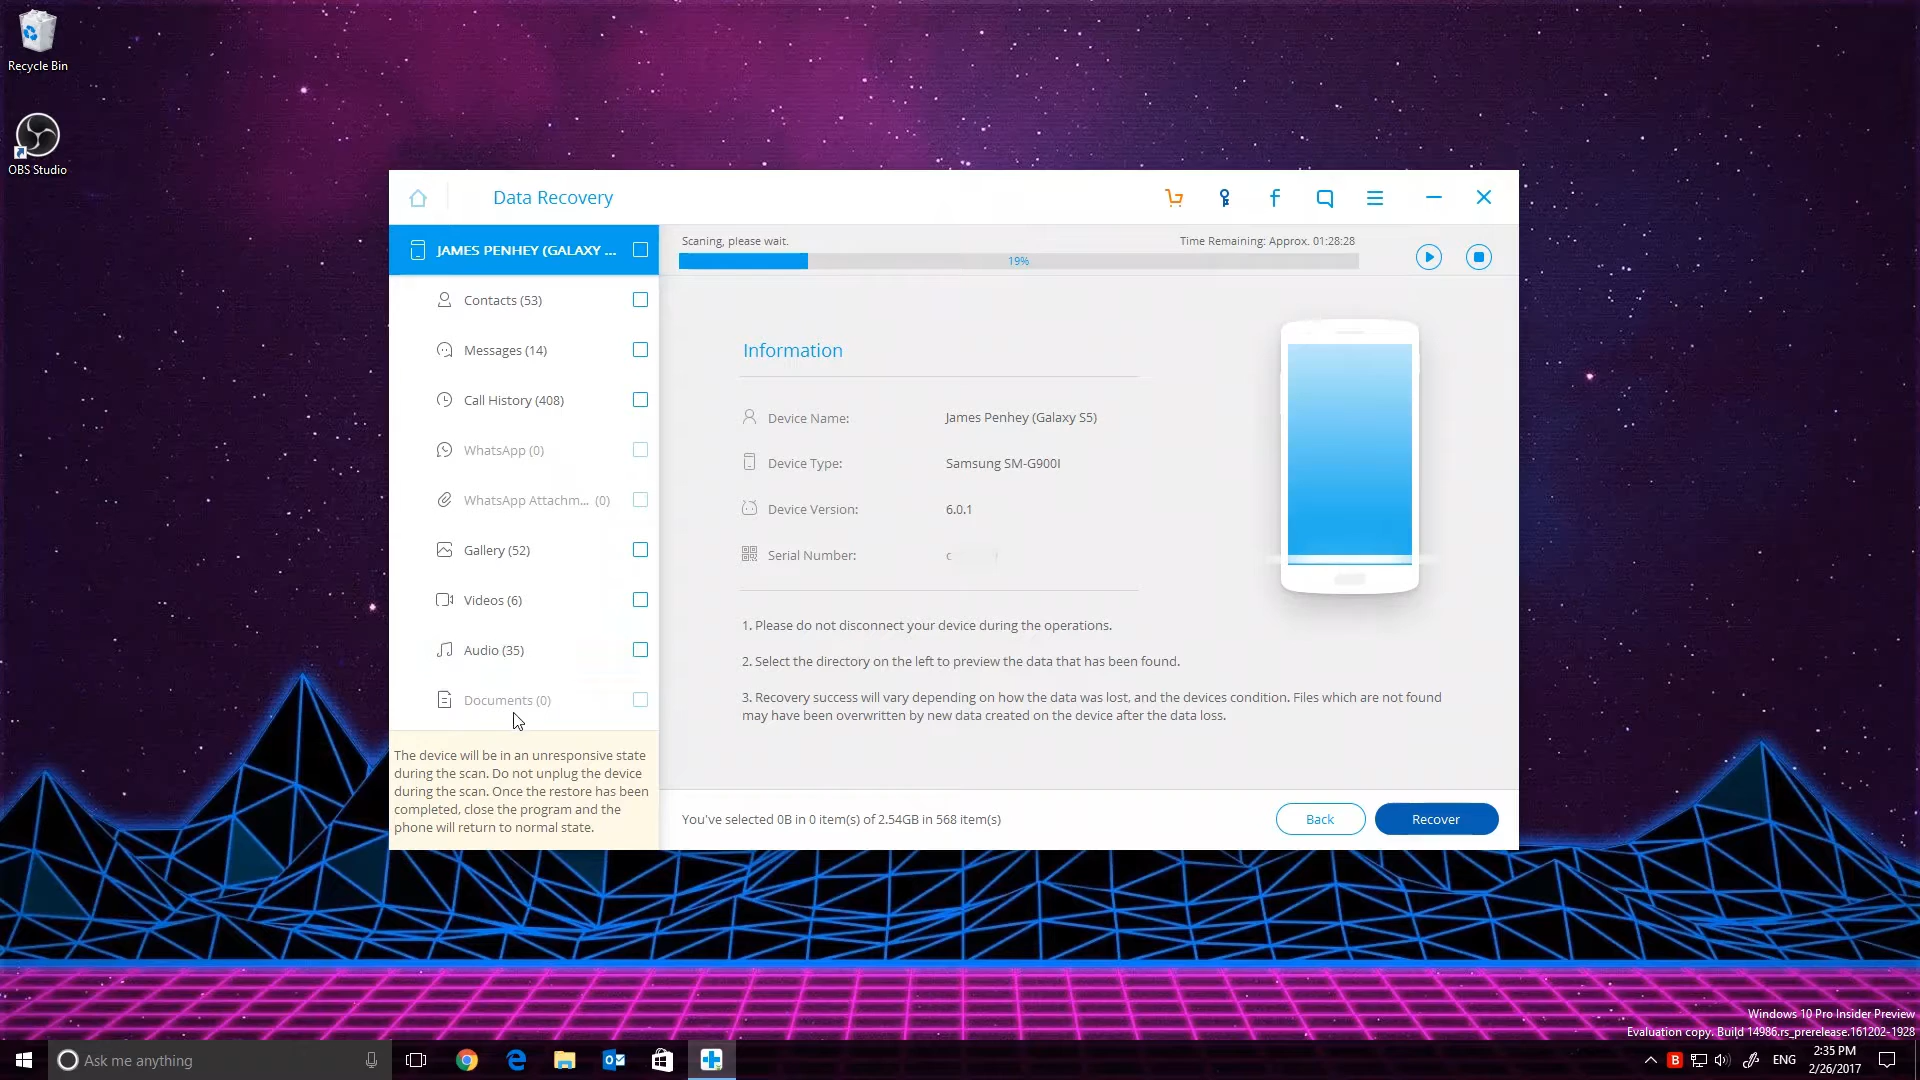 Recycle Bin
OBS Studio
Data Recovery
JAMES PENHEY (GALAXY ...
Scaning, please wait.
Time Remaining: Approx. 01:28:28
19%
Contacts (53)
Messages (14)
Call History (408)
WhatsApp (0)
WhatsApp Attachm... (0)
Gallery (52)
Videos (6)
Audio (35)
Documents (0)
The device will be in an unresponsive state
during the scan. Do not unplug the device
during the scan. Once the restore has been
completed, close the program and the
phone will return to normal state.
Information
Device Name: James Penhey (Galaxy S5)
Device Type: Samsung SM-G900I
Device Version: 6.0.1
Serial Number:
1. Please do not disconnect your device during the operations.
2. Select the directory on the left to preview the data that has been found.
3. Recovery success will vary depending on how the data was lost, and the devices condition. Files which are not found
may have been overwritten by new data created on the device after the data loss.
You've selected 0B in 0 item(s) of 2.54GB in 568 item(s)
Back
Recover
Windows 10 Pro Insider Preview
Evaluation copy. Build 14986.rs_prerelease.161202-1928
Ask me anything
ENG
2:35 PM
2/26/2017